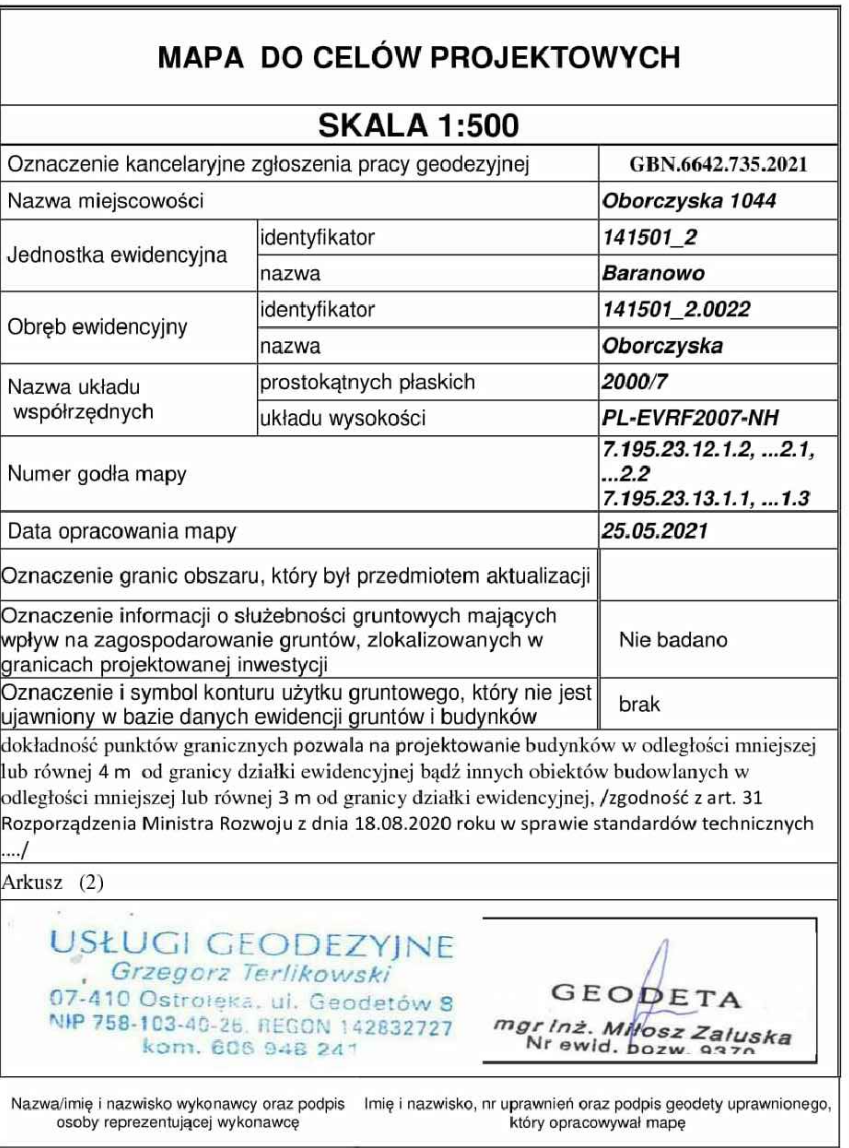 MAPA DO CELÓW PROJEKTOWYCH
SKALA 1:500
Oznaczenie kancelaryjne zgłoszenia pracy geodezyjnej GBN.6642.735.2021
Nazwa miejscowości Oborczyska 1044
Jednostka ewidencyjna
identyfikator 141501_2
nazwa Baranowo
Obręb ewidencyjny
identyfikator 141501_2.0022
nazwa Oborczyska
Nazwa układu
współrzędnych
prostokątnych płaskich 2000/7
układu wysokości PL-EVRF2007-NH
Numer godła mapy
7.195.23.12.1.2, ...2.1,
...2.2
7.195.23.13.1.1, ...1.3
Data opracowania mapy 25.05.2021
Oznaczenie granic obszaru, który był przedmiotem aktualizacji
Oznaczenie informacji o służebności gruntowych mających
wpływ na zagospodarowanie gruntów, zlokalizowanych w
granicach projektowanej inwestycji
Nie badano
Oznaczenie i symbol konturu użytku gruntowego, który nie jest
ujawniony w bazie danych ewidencji gruntów i budynków
brak
dokładność punktów granicznych pozwala na projektowanie budynków w odległości mniejszej
lub równej 4 m od granicy działki ewidencyjnej bądź innych obiektów budowlanych w
odległości mniejszej lub równej 3 m od granicy działki ewidencyjnej, /zgodność z art. 31
Rozporządzenia Ministra Rozwoju z dnia 18.08.2020 roku w sprawie standardów technicznych
..../
Arkusz (2)
USŁUGI GEODEZYJNE
Grzegorz Terlikowski
07-410 Ostrołęka, ul. Geodetów 8
NIP 758-103-40-26, REGON 142832727
kom. 606 948 241
GEODETA
mgr inż. Miłosz Załuska
Nr ewid. pozw. 9370
Nazwa/imię i nazwisko wykonawcy oraz podpis
osoby reprezentującej wykonawcę
Imię i nazwisko, nr uprawnień oraz podpis geodety uprawnionego,
który opracowywał mapę